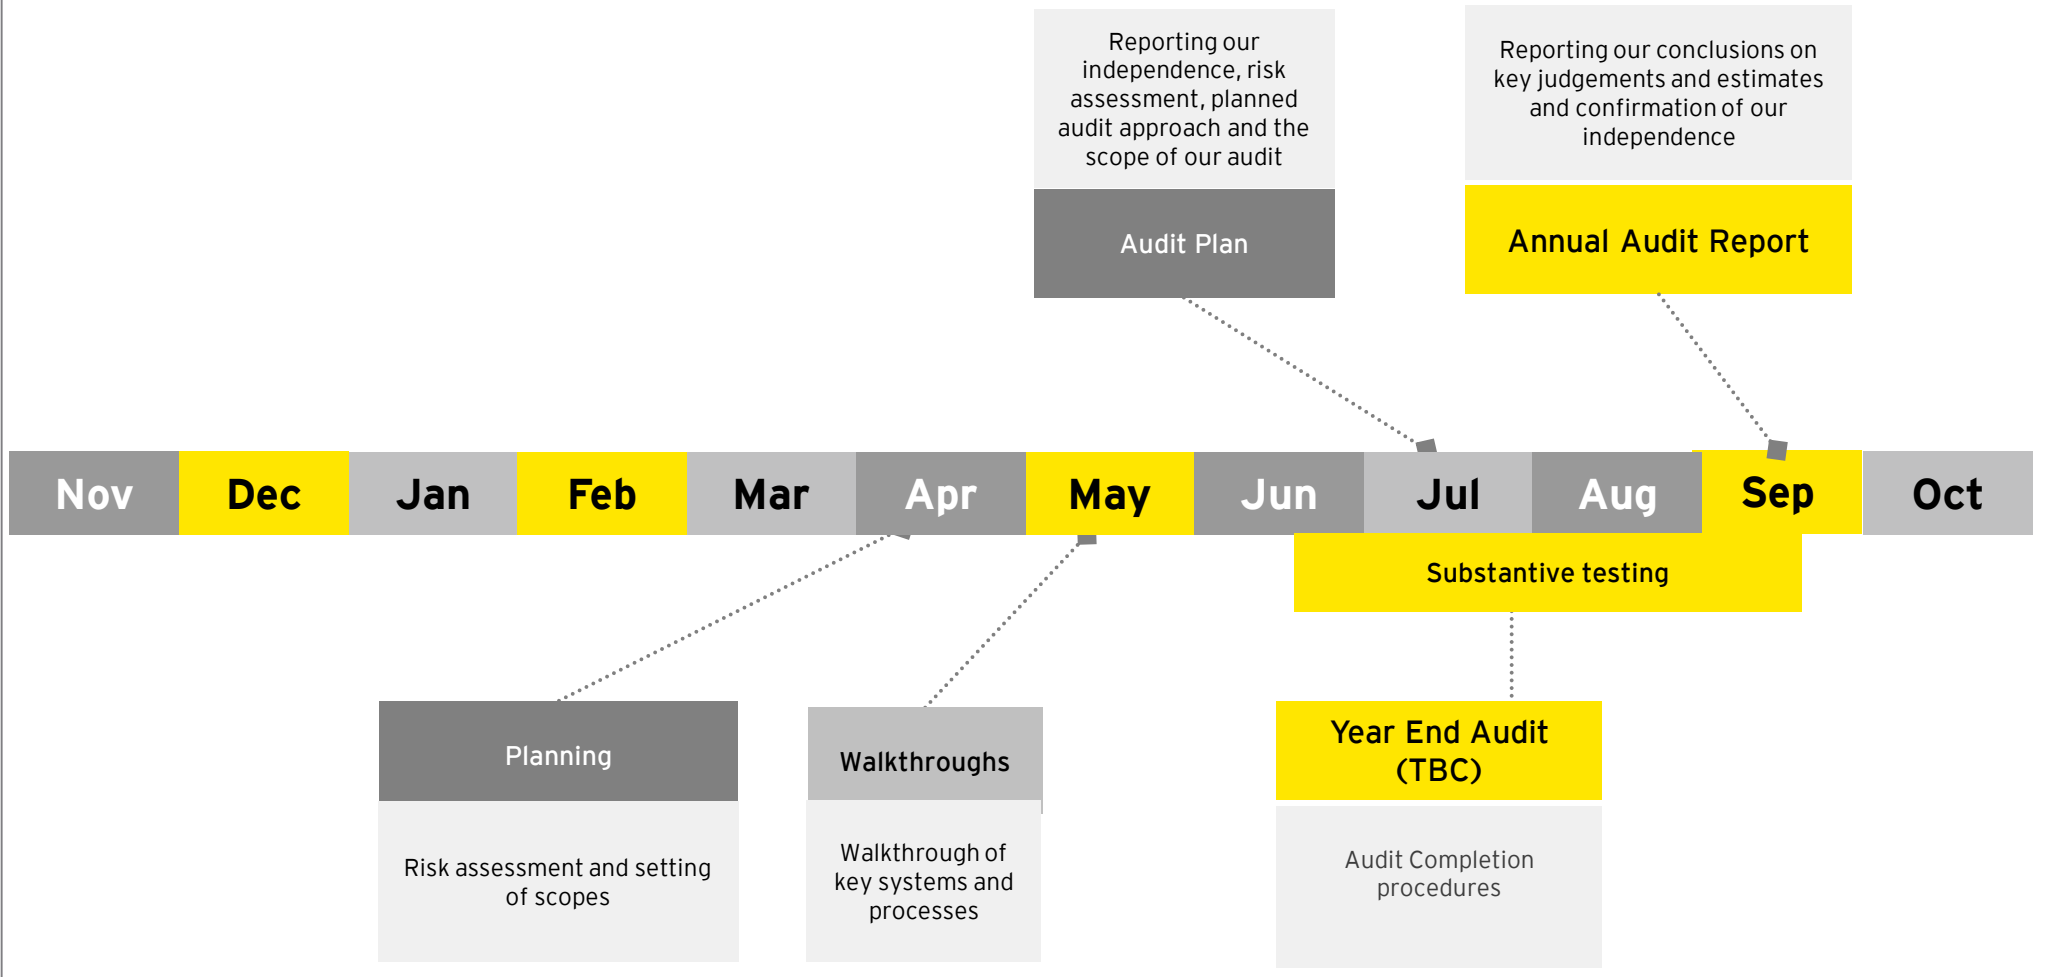 Reporting our
independence, risk
assessment, planned
audit approach and the
scope of our audit
Audit Plan
Reporting our conclusions on
key judgements and estimates
and confirmation of our
independence
Annual Audit Report
Nov Dec Jan Feb Mar Apr May Jun Jul Aug Sep Oct
Substantive testing
Planning
Risk assessment and setting
of scopes
Walkthroughs
Walkthrough of
key systems and
processes
Year End Audit
(TBC)
Audit Completion
procedures